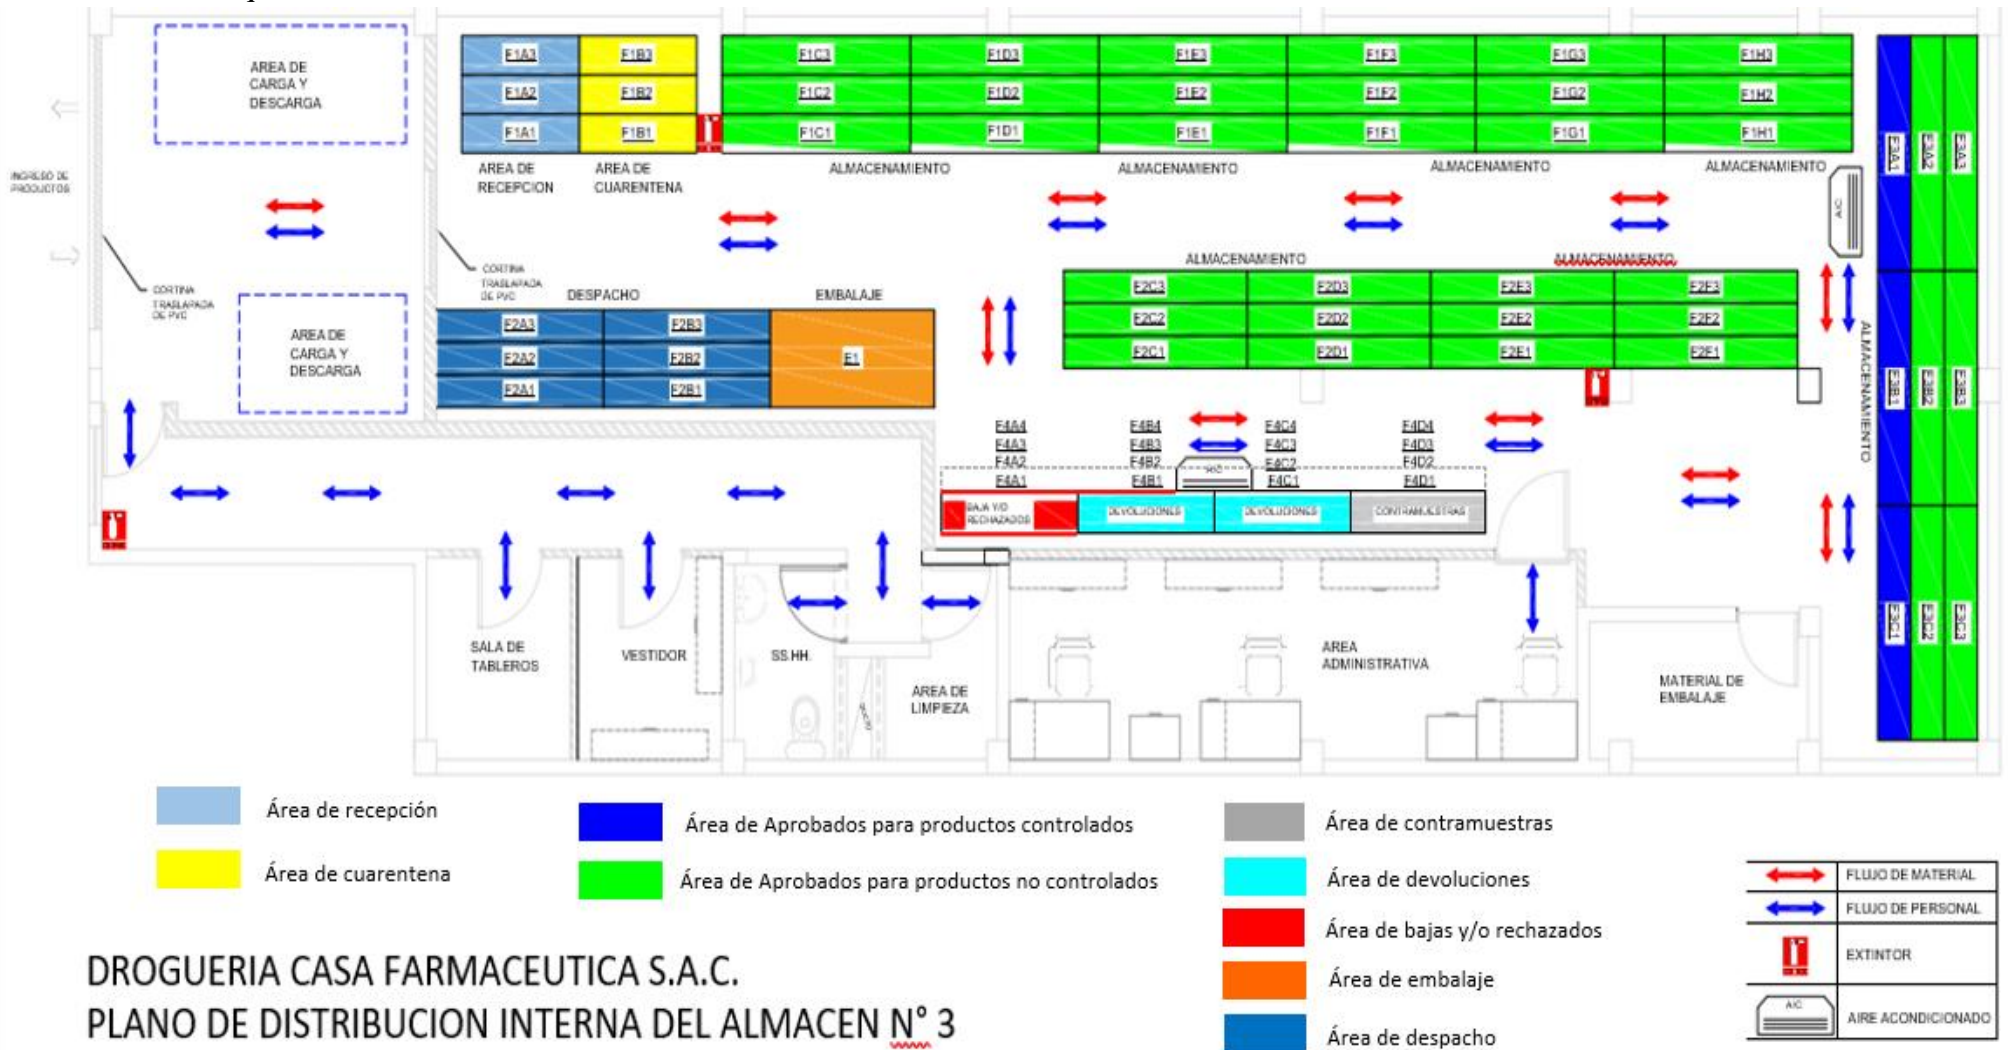 AREA DE
CARGA Y
DESCARGA
INGRESO DE
PRODUCTOS
CORTINA
TRASLAPADA
DE PVC
AREA DE
CARGA Y
DESCARGA
F1A3
F1A2
F1A1
F1B3
F1B2
F1B1
AREA DE
RECEPCION
AREA DE
CUARENTENA
F1C3
F1D3
F1E3
F1F3
F1G3
F1H3
F1C2
F1D2
F1E2
F1F2
F1G2
F1H2
F1C1
F1D1
F1E1
F1F1
F1G1
F1H1
ALMACENAMIENTO
ALMACENAMIENTO
ALMACENAMIENTO
ALMACENAMIENTO
A/C
F3A1
F3A2
F3A3
F3B1
F3B2
F3B3
F3C1
F3C2
F3C3
ALMACENAMIENTO
CORTINA
TRASLAPADA
DE PVC
DESPACHO
EMBALAJE
F2A3
F2B3
F2A2
F2B2
F2A1
F2B1
E1
ALMACENAMIENTO
ALMACENAMIENTO
F2C3
F2D3
F2E3
F2F3
F2C2
F2D2
F2E2
F2F2
F2C1
F2D1
F2E1
F2F1
F4A4
F4A3
F4A2
F4A1
F4B4
F4B3
F4B2
F4B1
A/C
F4C4
F4C3
F4C2
F4C1
F4D4
F4D3
F4D2
F4D1
BAJA Y/O
RECHAZADOS
DEVOLUCIONES
DEVOLUCIONES
CONTRAMUESTRAS
SALA DE
TABLEROS
VESTIDOR
SS.HH.
DUCTO
AREA DE
LIMPIEZA
AREA
ADMINISTRATIVA
MATERIAL DE
EMBALAJE
Área de recepción
Área de cuarentena
Área de Aprobados para productos controlados
Área de Aprobados para productos no controlados
Área de contramuestras
Área de devoluciones
Área de bajas y/o rechazados
Área de embalaje
Área de despacho
FLUJO DE MATERIAL
FLUJO DE PERSONAL
EXTINTOR
A/C
AIRE ACONDICIONADO
DROGUERIA CASA FARMACEUTICA S.A.C.
PLANO DE DISTRIBUCION INTERNA DEL ALMACEN N° 3